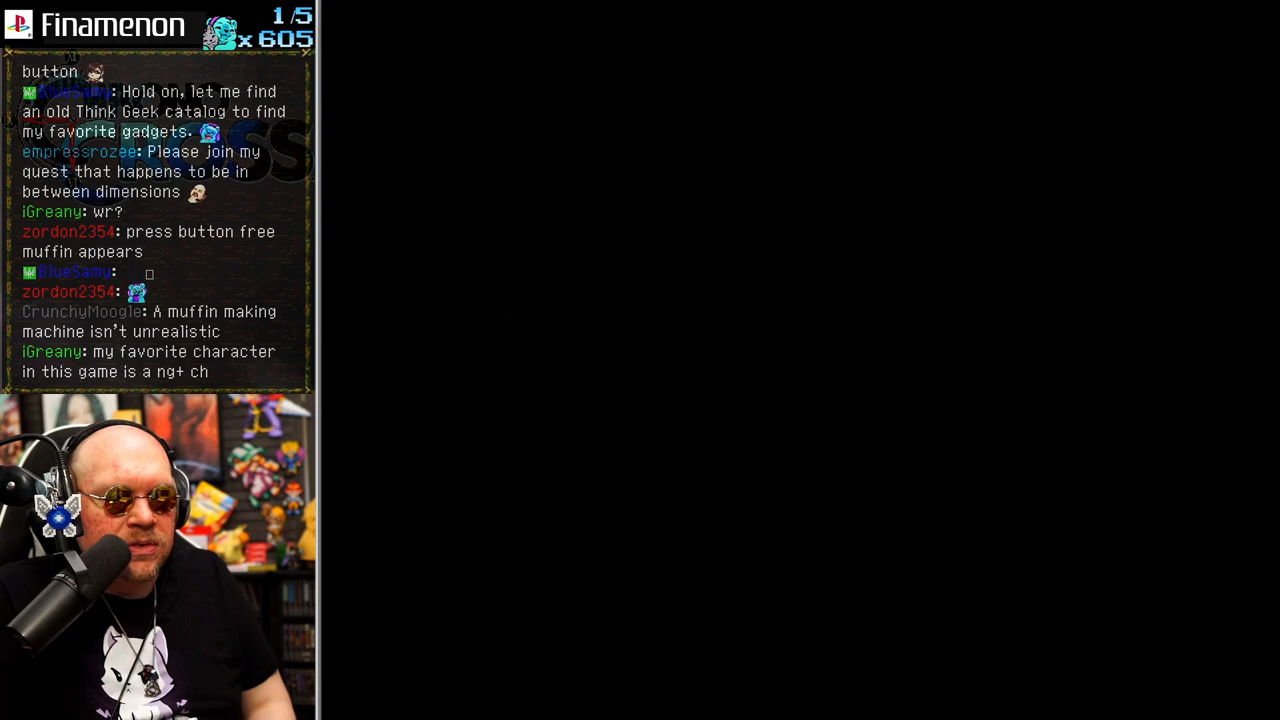 Finamenon
1/5
x 605
button
BlueSamy: Hold on, let me find
an old Think Geek catalog to find
my favorite gadgets.
empressrozee: Please join my
quest that happens to be in
between dimensions
iGreany: wr?
zordon2354: press button free
muffin appears
BlueSamy:
zordon2354:
CrunchyMoogle: A muffin making
machine isn't unrealistic
iGreany: my favorite character
in this game is a ng+ ch
CROSS